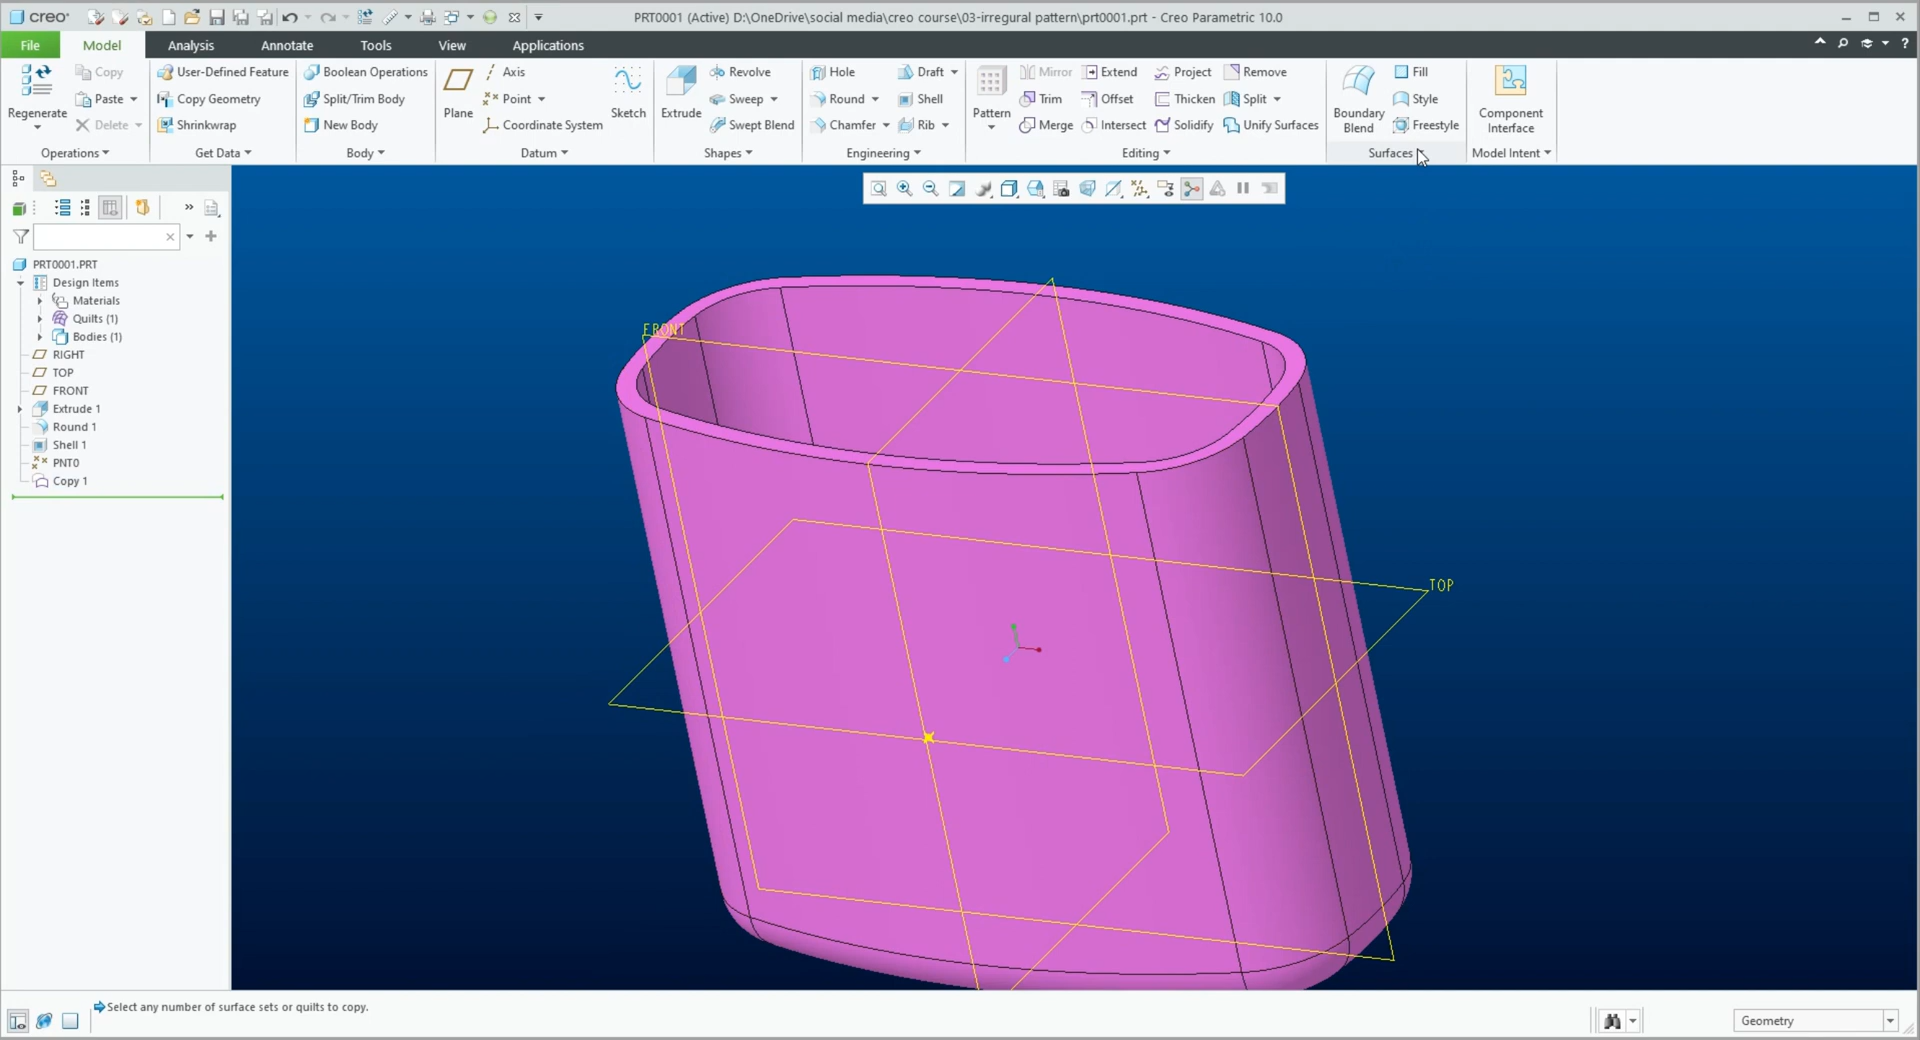 creo
PRT0001 (Active) D:\OneDrive\social media\creo course\03-irregural pattern\prt0001.prt - Creo Parametric 10.0
File Model Analysis Annotate Tools View Applications
Regenerate
Copy
Paste
Delete
Operations
User-Defined Feature
Copy Geometry
Shrinkwrap
Get Data
Boolean Operations
Split/Trim Body
New Body
Body
Plane
Axis
Point
Coordinate System
Sketch
Datum
Extrude
Revolve
Sweep
Swept Blend
Shapes
Hole
Round
Chamfer
Draft
Shell
Rib
Engineering
Pattern
Mirror
Trim
Merge
Extend
Offset
Intersect
Project
Thicken
Solidify
Remove
Split
Unify Surfaces
Editing
Boundary
Blend
Fill
Style
Freestyle
Surfaces
Component
Interface
Model Intent
PRT0001.PRT
Design Items
Materials
Quilts (1)
Bodies (1)
RIGHT
TOP
FRONT
Extrude 1
Round 1
Shell 1
PNT0
Copy 1
FRONT
TOP
Select any number of surface sets or quilts to copy.
Geometry